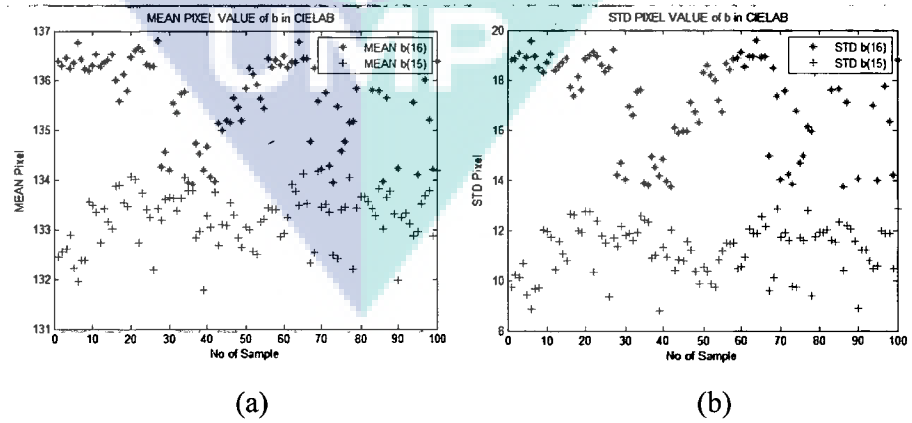 MEAN PIXEL VALUE of b in CIELAB
UMP
MEAN b(16)
MEAN b(15)
MEAN Pixel
137
136
135
134
133
132
131
0 10 20 30 40 50 60 70 80 90 100
No of Sample
(a)
STD PIXEL VALUE of b in CIELAB
STD b(16)
STD b(15)
STD Pixel
20
18
16
14
12
10
8
0 10 20 30 40 50 60 70 80 90 100
No of Sample
(b)